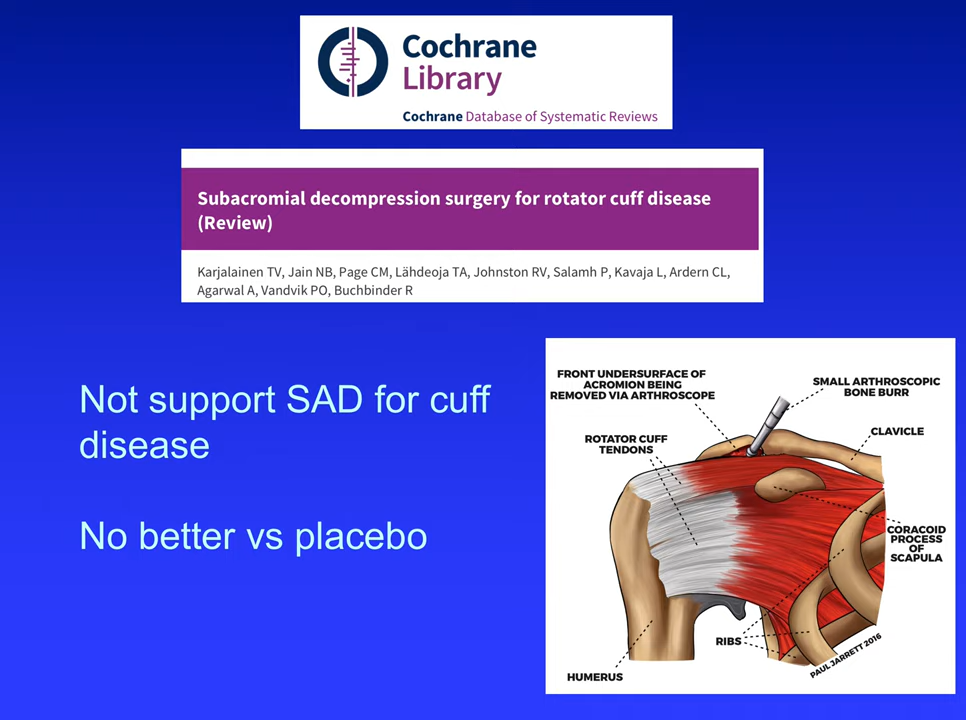 Cochrane
Library
Cochrane Database of Systematic Reviews
Subacromial decompression surgery for rotator cuff disease
(Review)
Karjalainen TV, Jain NB, Page CM, Lähdeoja TA, Johnston RV, Salamh P, Kavaja L, Ardern CL,
Agarwal A, Vandvik PO, Buchbinder R
Not support SAD for cuff
disease
No better vs placebo
FRONT UNDERSURFACE OF
ACROMION BEING
REMOVED VIA ARTHROSCOPE
SMALL ARTHROSCOPIC
BONE BURR
ROTATOR CUFF
TENDONS
CLAVICLE
CORACOID
PROCESS
OF
SCAPULA
RIBS
HUMERUS
PAUL JARRETT 2016